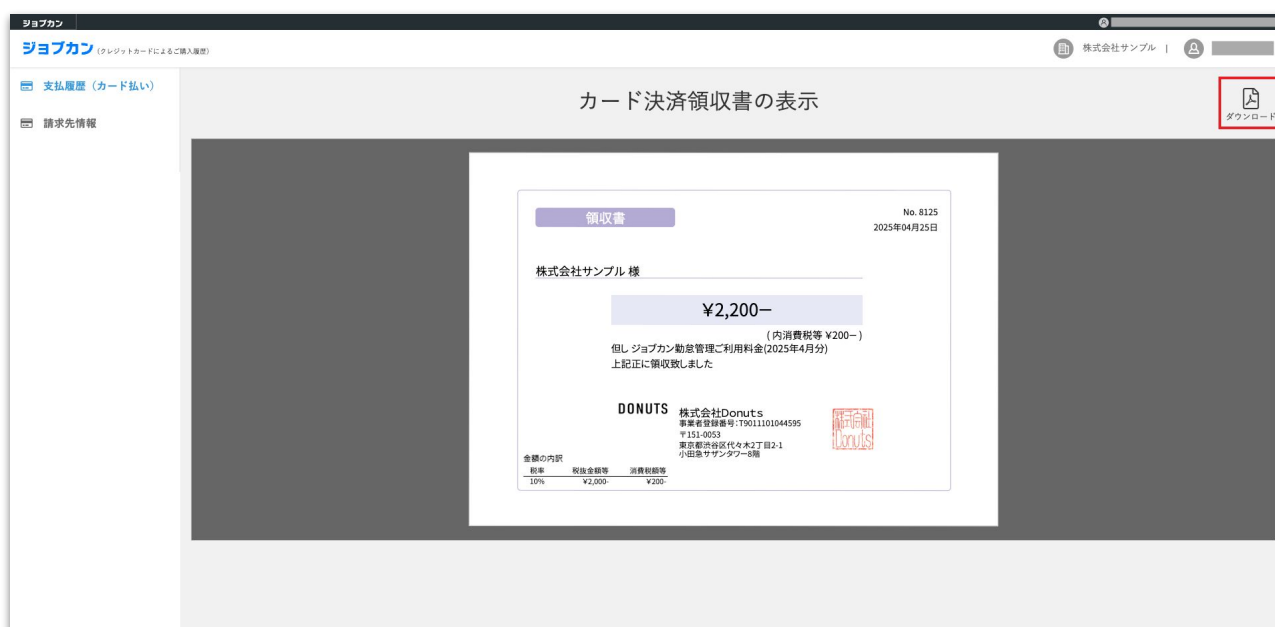 ジョブカン
ジョブカン (クレジットカードによるご購入履歴)
株式会社サンプル |
支払履歴（カード払い）
請求先情報
カード決済領収書の表示
ダウンロード
領収書
No. 8125
2025年04月25日
株式会社サンプル 様
¥2,200ー
( 内消費税等 ¥200ー )
但し ジョブカン勤怠管理ご利用料金(2025年4月分)
上記正に領収致しました
DONUTS
株式会社Donuts
事業者登録番号:T9011101044595
〒151-0053
東京都渋谷区代々木2丁目2-1
小田急サザンタワー8階
株式会社Donuts
金額の内訳
税率 税抜金額等 消費税額等
10% ¥2,000- ¥200-